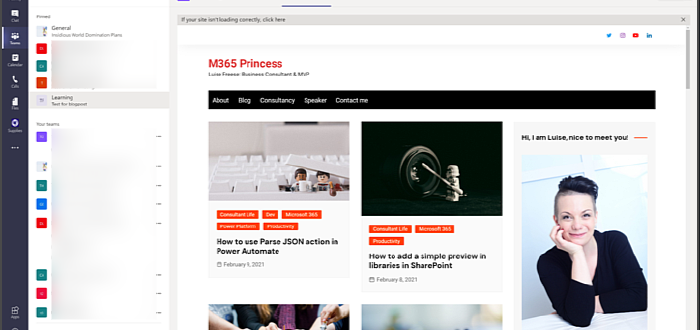 Pinned
General
Insidious World Domination Plans
Learning
Test for blogpost
Your teams
Chat
Teams
Calendar
Calls
Files
Supplies
Apps
If your site isn't loading correctly, click here
M365 Princess
Luise Freese: Business Consultant & MVP
About Blog Consultancy Speaker Contact me
Consultant Life Dev Microsoft 365
Power Platform Productivity
How to use Parse JSON action in
Power Automate
February 9, 2021
Consultant Life Microsoft 365
Productivity
How to add a simple preview in
libraries in SharePoint
February 8, 2021
Hi, I am Luise, nice to meet you!